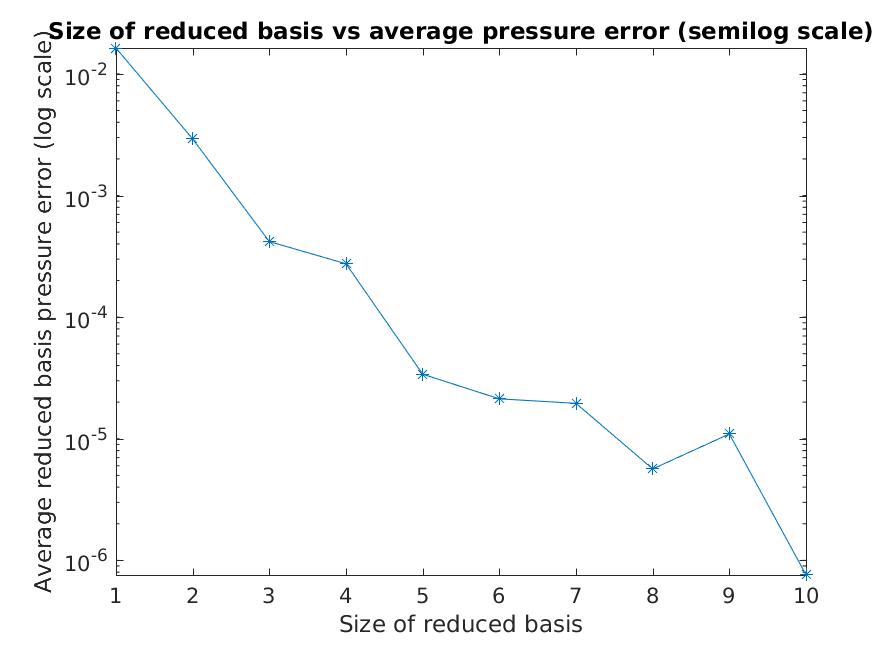 Size of reduced basis vs average pressure error (semilog scale)
Average reduced basis pressure error (log scale)
10^-2
10^-3
10^-4
10^-5
10^-6
1 2 3 4 5 6 7 8 9 10
Size of reduced basis